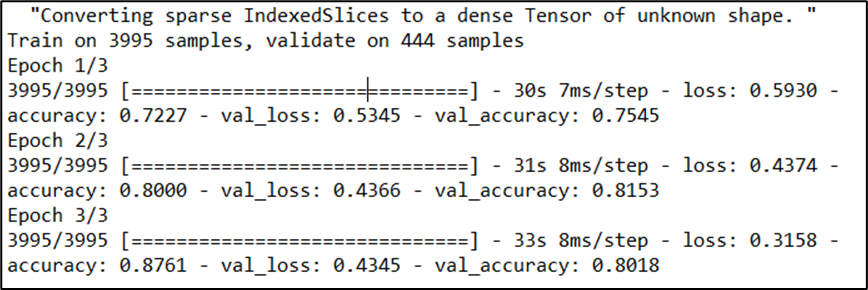 "Converting sparse IndexedSlices to a dense Tensor of unknown shape. "
Train on 3995 samples, validate on 444 samples
Epoch 1/3
3995/3995 [==============================] - 30s 7ms/step - loss: 0.5930 -
accuracy: 0.7227 - val_loss: 0.5345 - val_accuracy: 0.7545
Epoch 2/3
3995/3995 [==============================] - 31s 8ms/step - loss: 0.4374 -
accuracy: 0.8000 - val_loss: 0.4366 - val_accuracy: 0.8153
Epoch 3/3
3995/3995 [==============================] - 33s 8ms/step - loss: 0.3158 -
accuracy: 0.8761 - val_loss: 0.4345 - val_accuracy: 0.8018